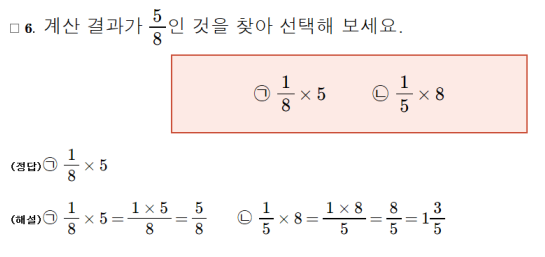 □ 6. 계산 결과가 5/8인 것을 찾아 선택해 보세요.
㉠ 1/8 × 5 ㉡ 1/5 × 8
(정답)㉠ 1/8 × 5
(해설)㉠ 1/8 × 5 = 1 × 5/8 = 5/8 ㉡ 1/5 × 8 = 1 × 8/5 = 8/5 = 1 3/5